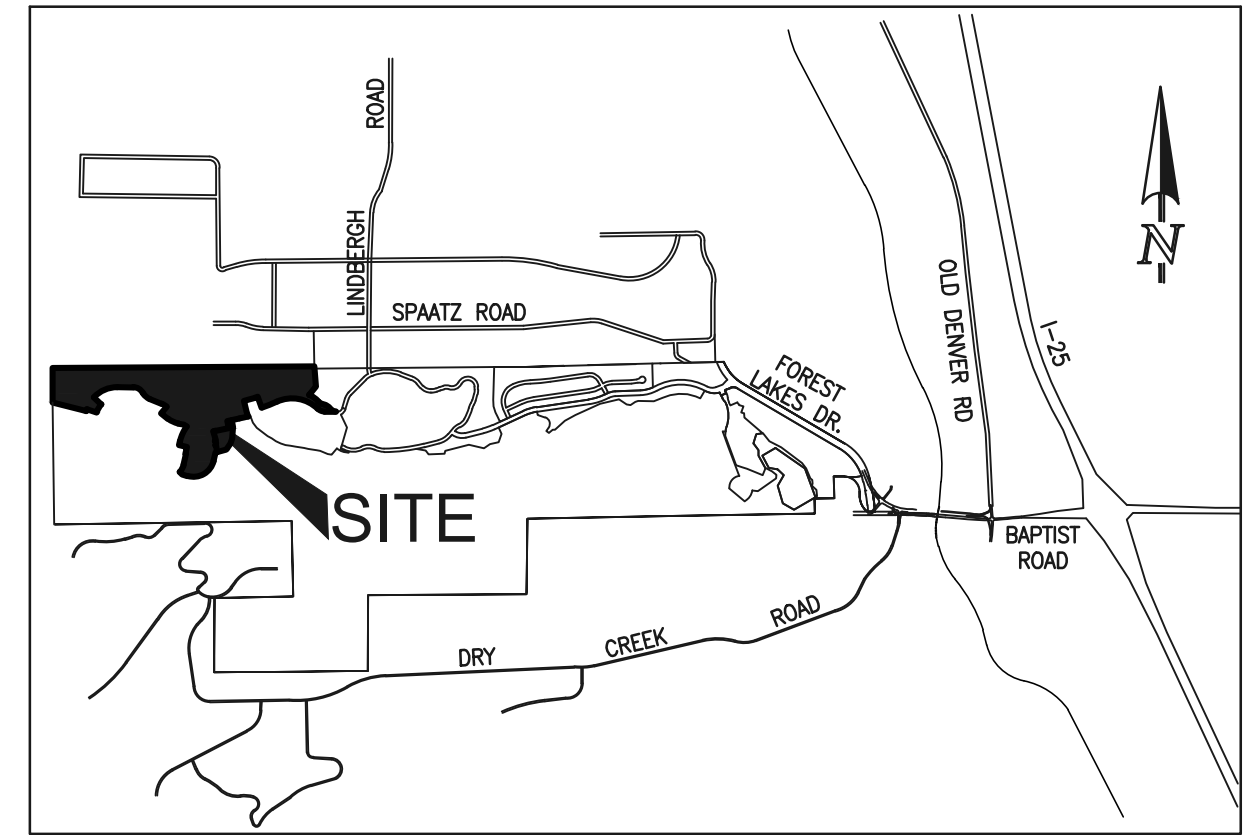 LINDBERGH ROAD
SPAATZ ROAD
FOREST
LAKES DR.
OLD DENVER RD
I-25
N
SITE
BAPTIST
ROAD
DRY CREEK ROAD